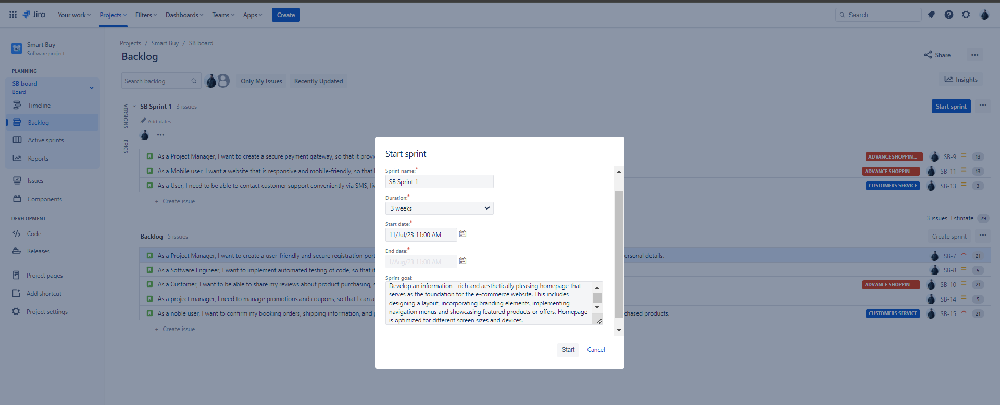 Jira Your work Projects Filters Dashboards Teams Apps Create Search
Smart Buy
Software project
PLANNING
SB board
Board
Timeline
Backlog
Active sprints
Reports
Issues
Components
DEVELOPMENT
Code
Releases
Project pages
Add shortcut
Project settings
Projects / Smart Buy / SB board
Backlog
Share
Search backlog Only My Issues Recently Updated
Insights
VERSIONS
EPICS
SB Sprint 1 3 issues
Start sprint
Add dates
As a Project Manager, I want to create a secure payment gateway, so that it provi ADVANCE SHOPPIN... SB-9 13
As a Mobile user, I want a website that is responsive and mobile-friendly, so that ADVANCE SHOPPIN... SB-11 13
As a User, I need to be able to contact customer support conveniently via SMS, CUSTOMERS SERVICE SB-13 3
+ Create issue
3 issues Estimate 29
Backlog 5 issues
Create sprint
As a Project Manager, I want to create a user-friendly and secure registration port ersonal details. SB-7 21
As a Software Engineer, I want to implement automated testing of code, so that it SB-8 5
As a Customer, I want to be able to share my reviews about product purchasing, ADVANCE SHOPPIN... SB-10 21
As a project manager, I need to manage promotions and coupons, so that I can a SB-14 5
As a noble user, I want to confirm my booking orders, shipping information, and chased products. CUSTOMERS SERVICE SB-15 21
+ Create issue
Start sprint
Sprint name:*
SB Sprint 1
Duration:*
3 weeks
Start date:*
11/Jul/23 11:00 AM
End date:*
1/Aug/23 11:00 AM
Sprint goal:
Develop an information - rich and aesthetically pleasing homepage that
serves as the foundation for the e-commerce website. This includes
designing a layout, incorporating branding elements, implementing
navigation menus and showcasing featured products or offers. Homepage
is optimized for different screen sizes and devices.
Start Cancel